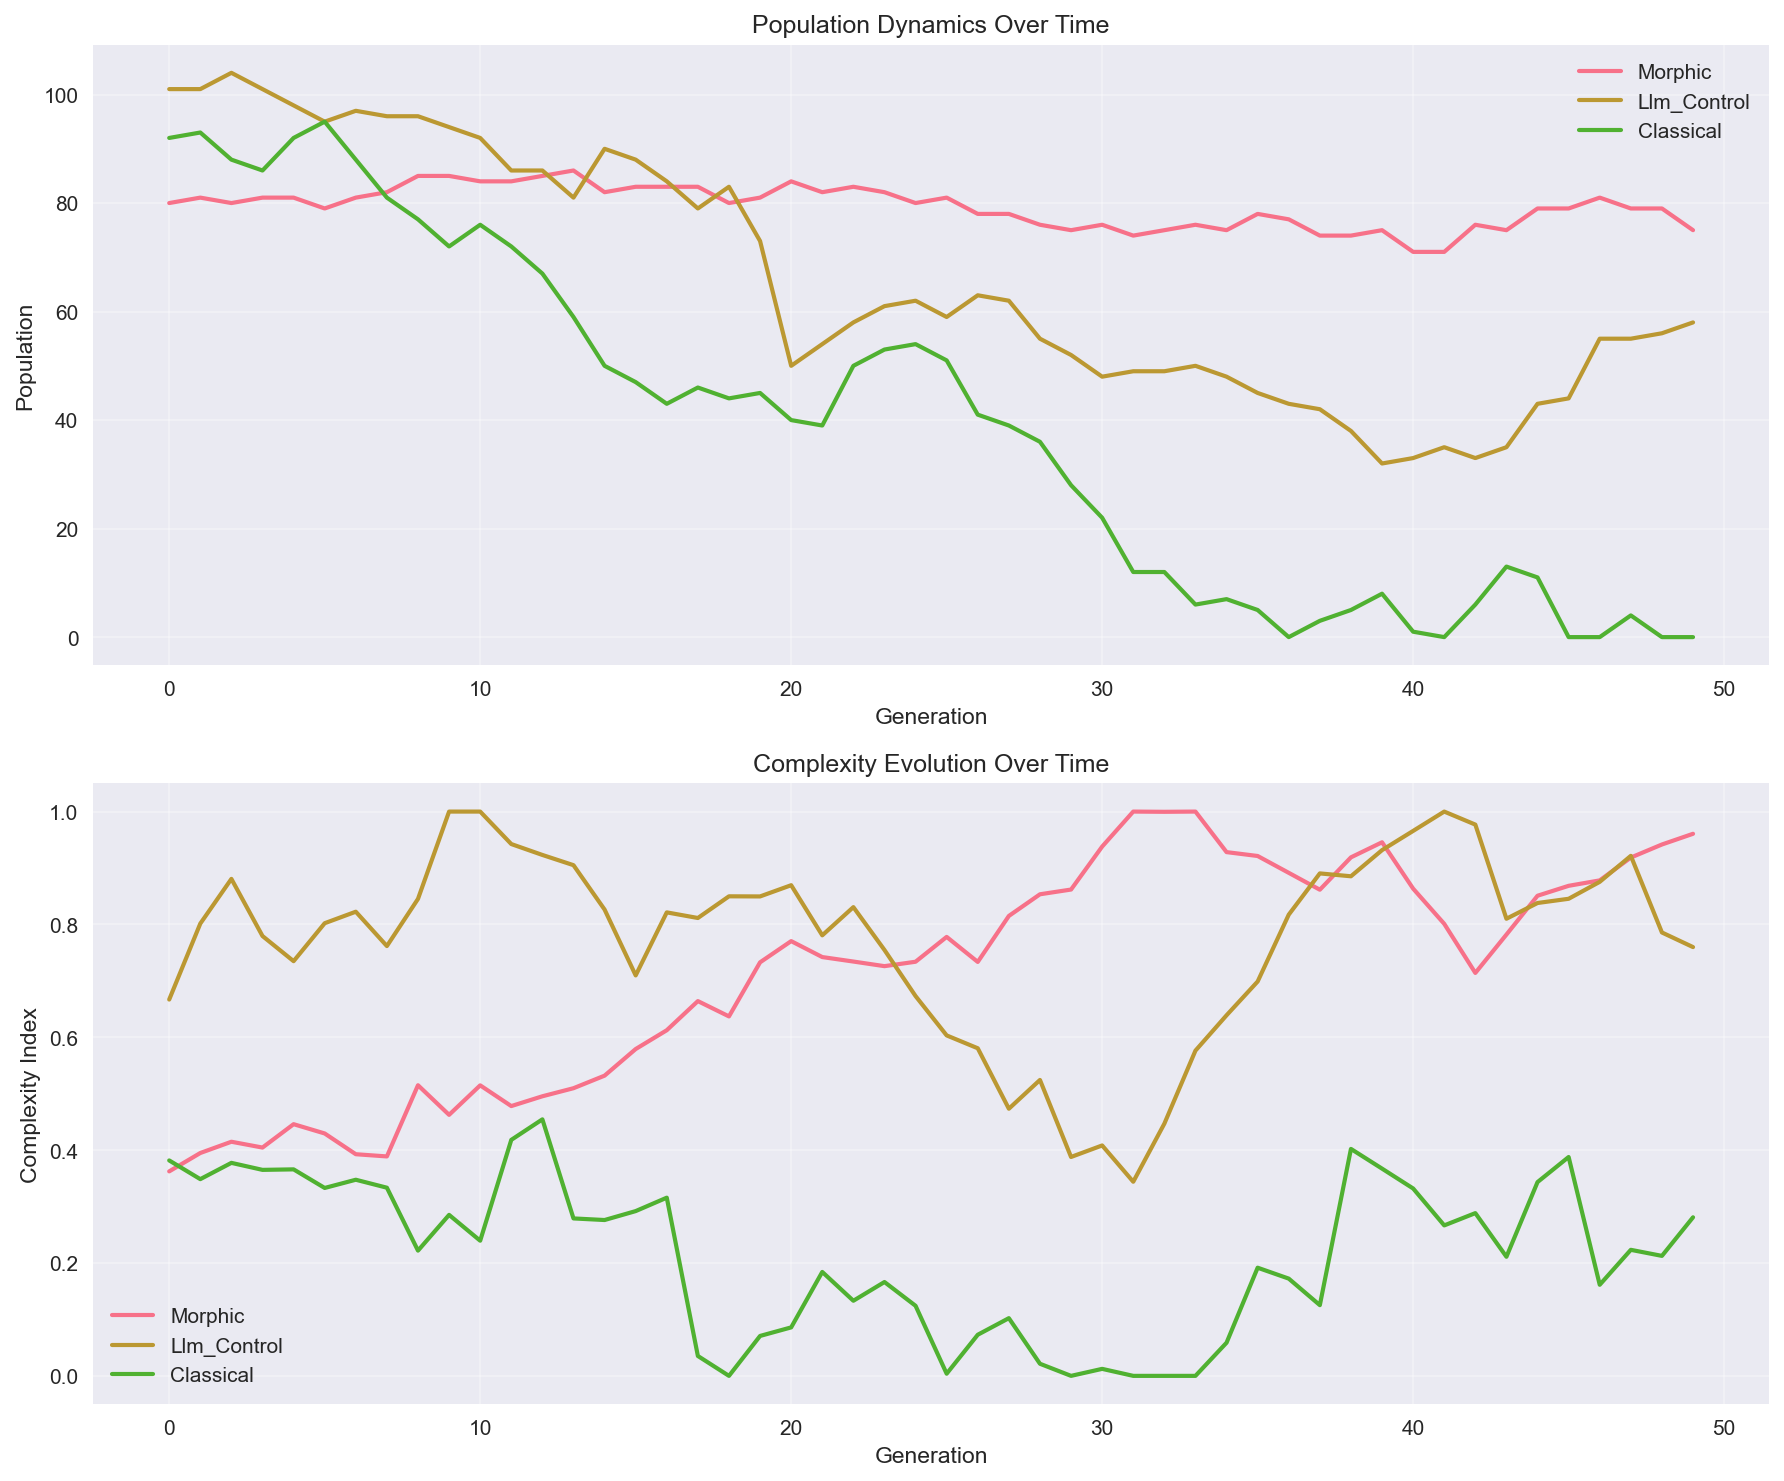 Population Dynamics Over Time
Morphic
Llm_Control
Classical
Population
100
80
60
40
20
0
0 10 20 30 40 50
Generation
Complexity Evolution Over Time
Complexity Index
1.0
0.8
0.6
0.4
0.2
0.0
Morphic
Llm_Control
Classical
0 10 20 30 40 50
Generation